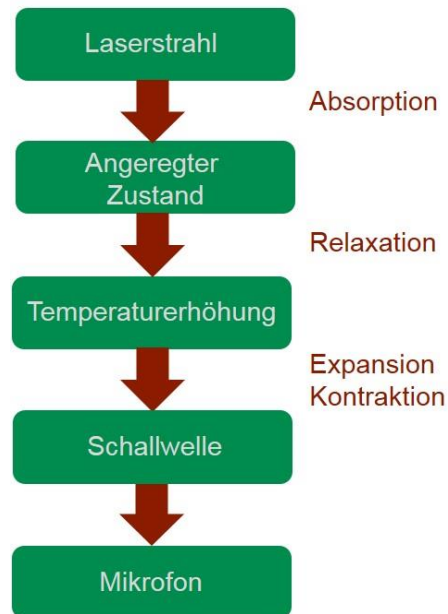 Laserstrahl
Absorption
Angeregter
Zustand
Relaxation
Temperaturerhöhung
Expansion
Kontraktion
Schallwelle
Mikrofon